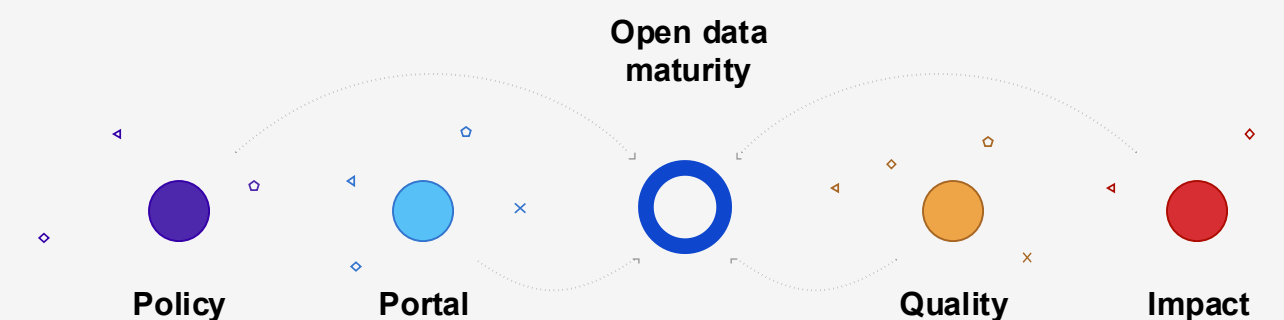 Open data
maturity
Policy
Portal
Quality
Impact